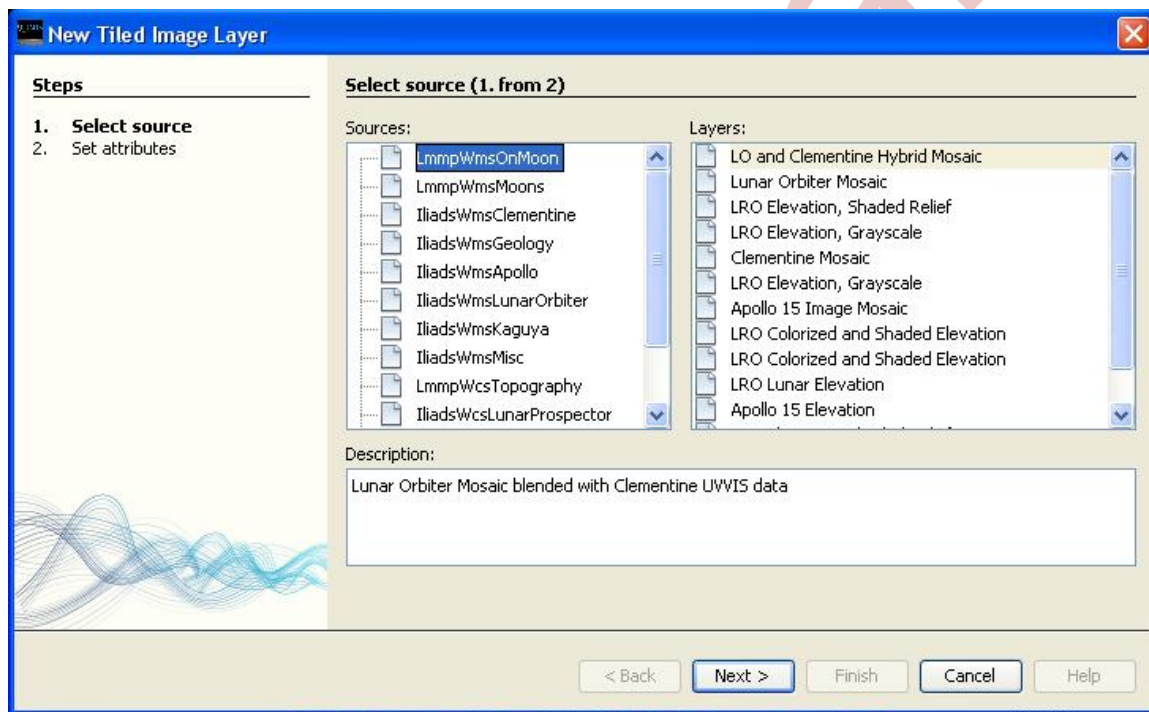 New Tiled Image Layer
Steps
1. Select source
2. Set attributes
Select source (1. from 2)
Sources:
LmmpWmsOnMoon
LmmpWmsMoons
IliadsWmsClementine
IliadsWmsGeology
IliadsWmsApollo
IliadsWmsLunarOrbiter
IliadsWmsKaguya
IliadsWmsMisc
LmmpWcsTopography
IliadsWcsLunarProspector
Layers:
LO and Clementine Hybrid Mosaic
Lunar Orbiter Mosaic
LRO Elevation, Shaded Relief
LRO Elevation, Grayscale
Clementine Mosaic
LRO Elevation, Grayscale
Apollo 15 Image Mosaic
LRO Colorized and Shaded Elevation
LRO Colorized and Shaded Elevation
LRO Lunar Elevation
Apollo 15 Elevation
Description:
Lunar Orbiter Mosaic blended with Clementine UVVIS data
< Back
Next >
Finish
Cancel
Help